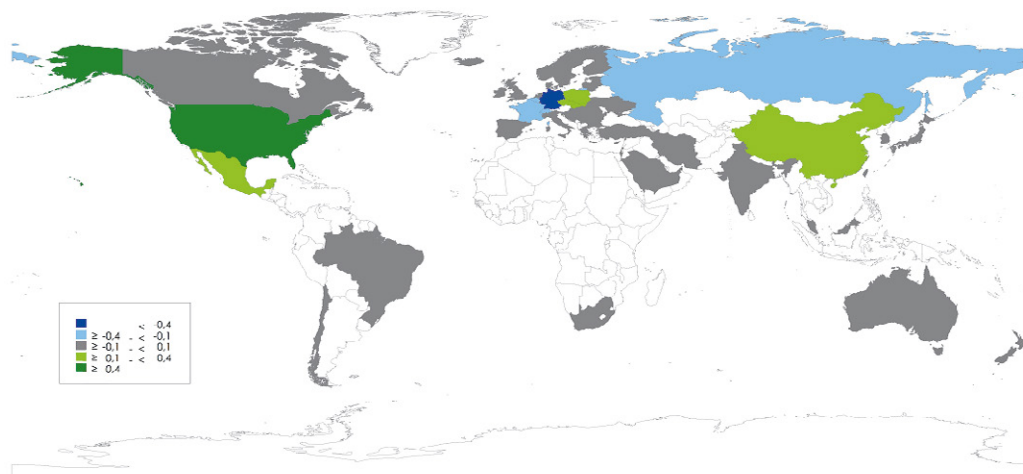 < 0,4
≥ -0,4 - < -0,1
≥ -0,1 - < 0,1
≥ 0,1 - < 0,4
≥ 0,4